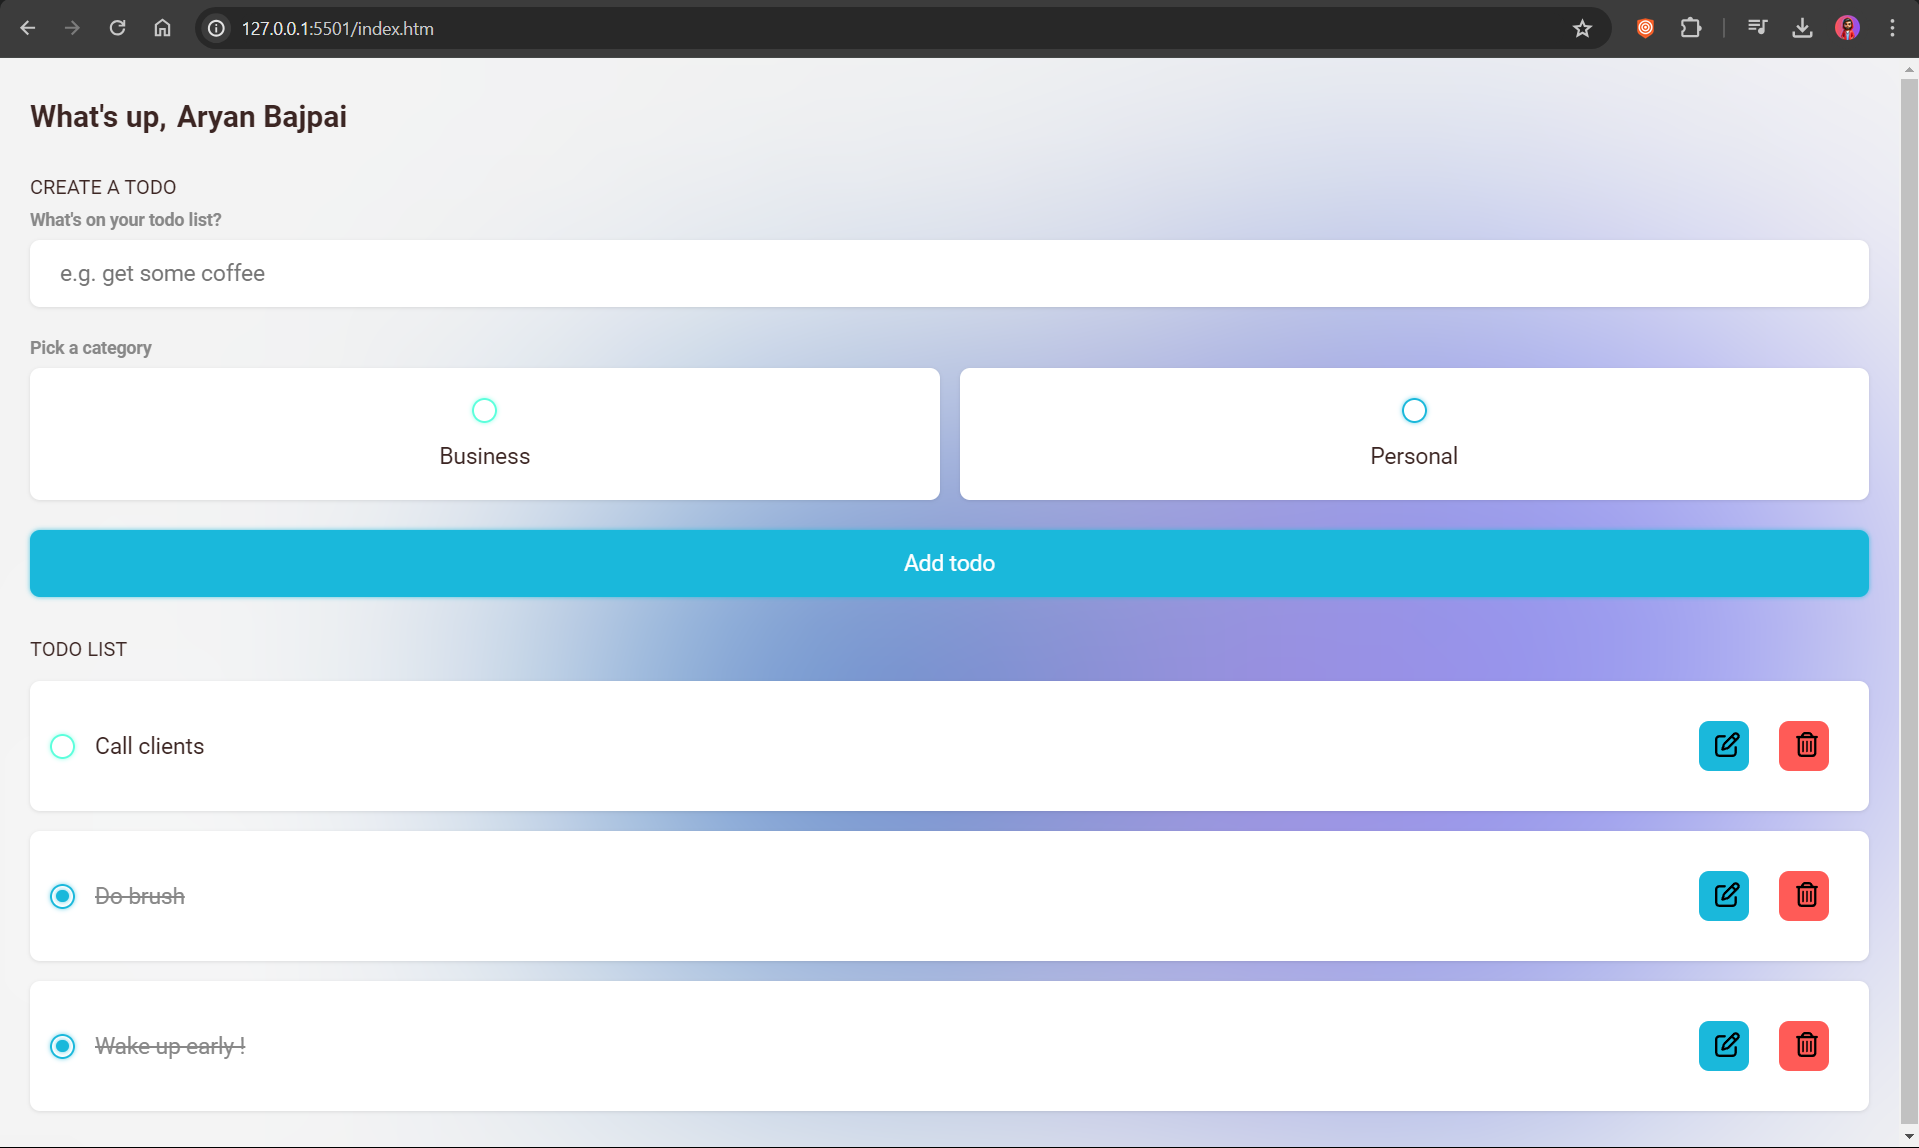 127.0.0.1:5501/index.htm
What's up, Aryan Bajpai
CREATE A TODO
What's on your todo list?
e.g. get some coffee
Pick a category
Business
Personal
Add todo
TODO LIST
Call clients
Do brush
Wake up early !